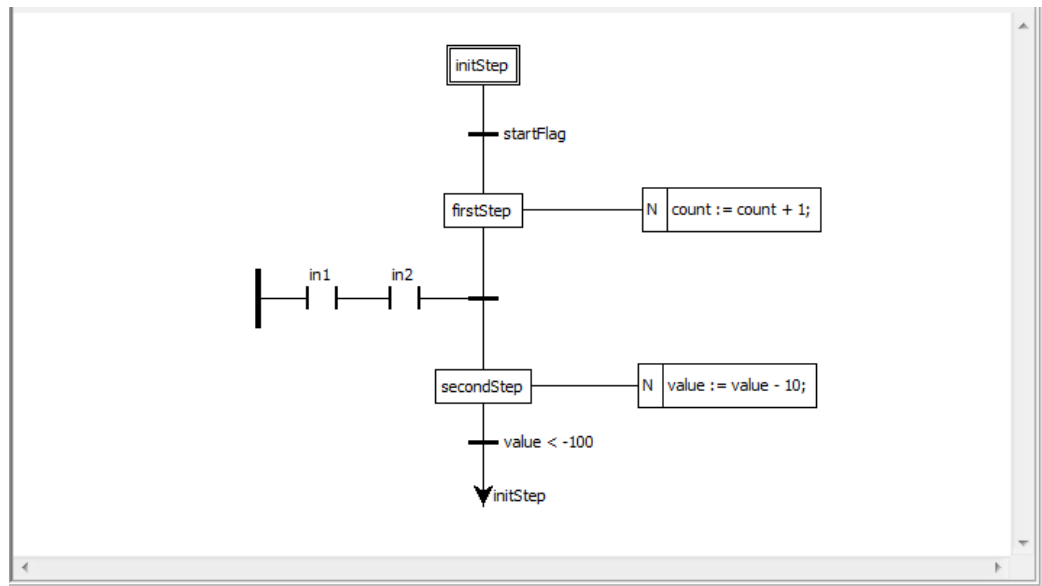 initStep
startFlag
firstStep
N count := count + 1;
in1 in2
secondStep
N value := value - 10;
value < -100
initStep